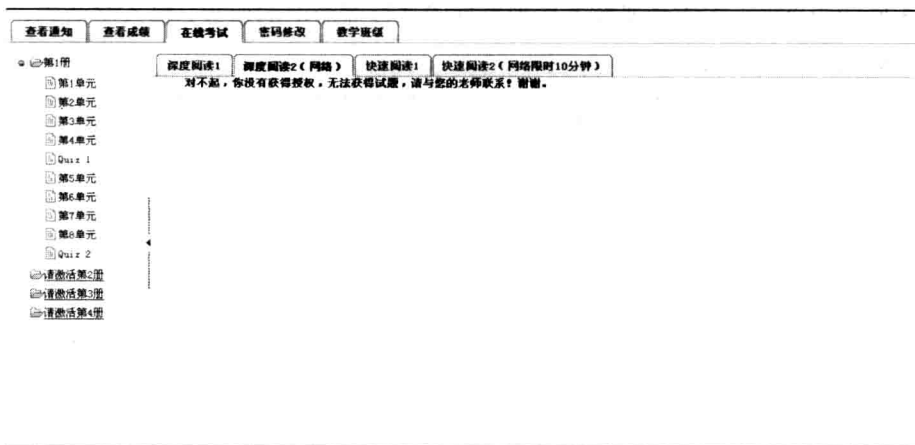 查看通知 查看成绩 在线考试 密码修改 教学班级
第1册
第1单元
第2单元
第3单元
第4单元
Quiz 1
第5单元
第6单元
第7单元
第8单元
Quiz 2
请激活第2册
请激活第3册
请激活第4册
深度阅读1 深度阅读2(网络) 快速阅读1 快速阅读2(网络限时10分钟)
对不起，你没有获得授权，无法获得试题，请与您的老师联系！谢谢。